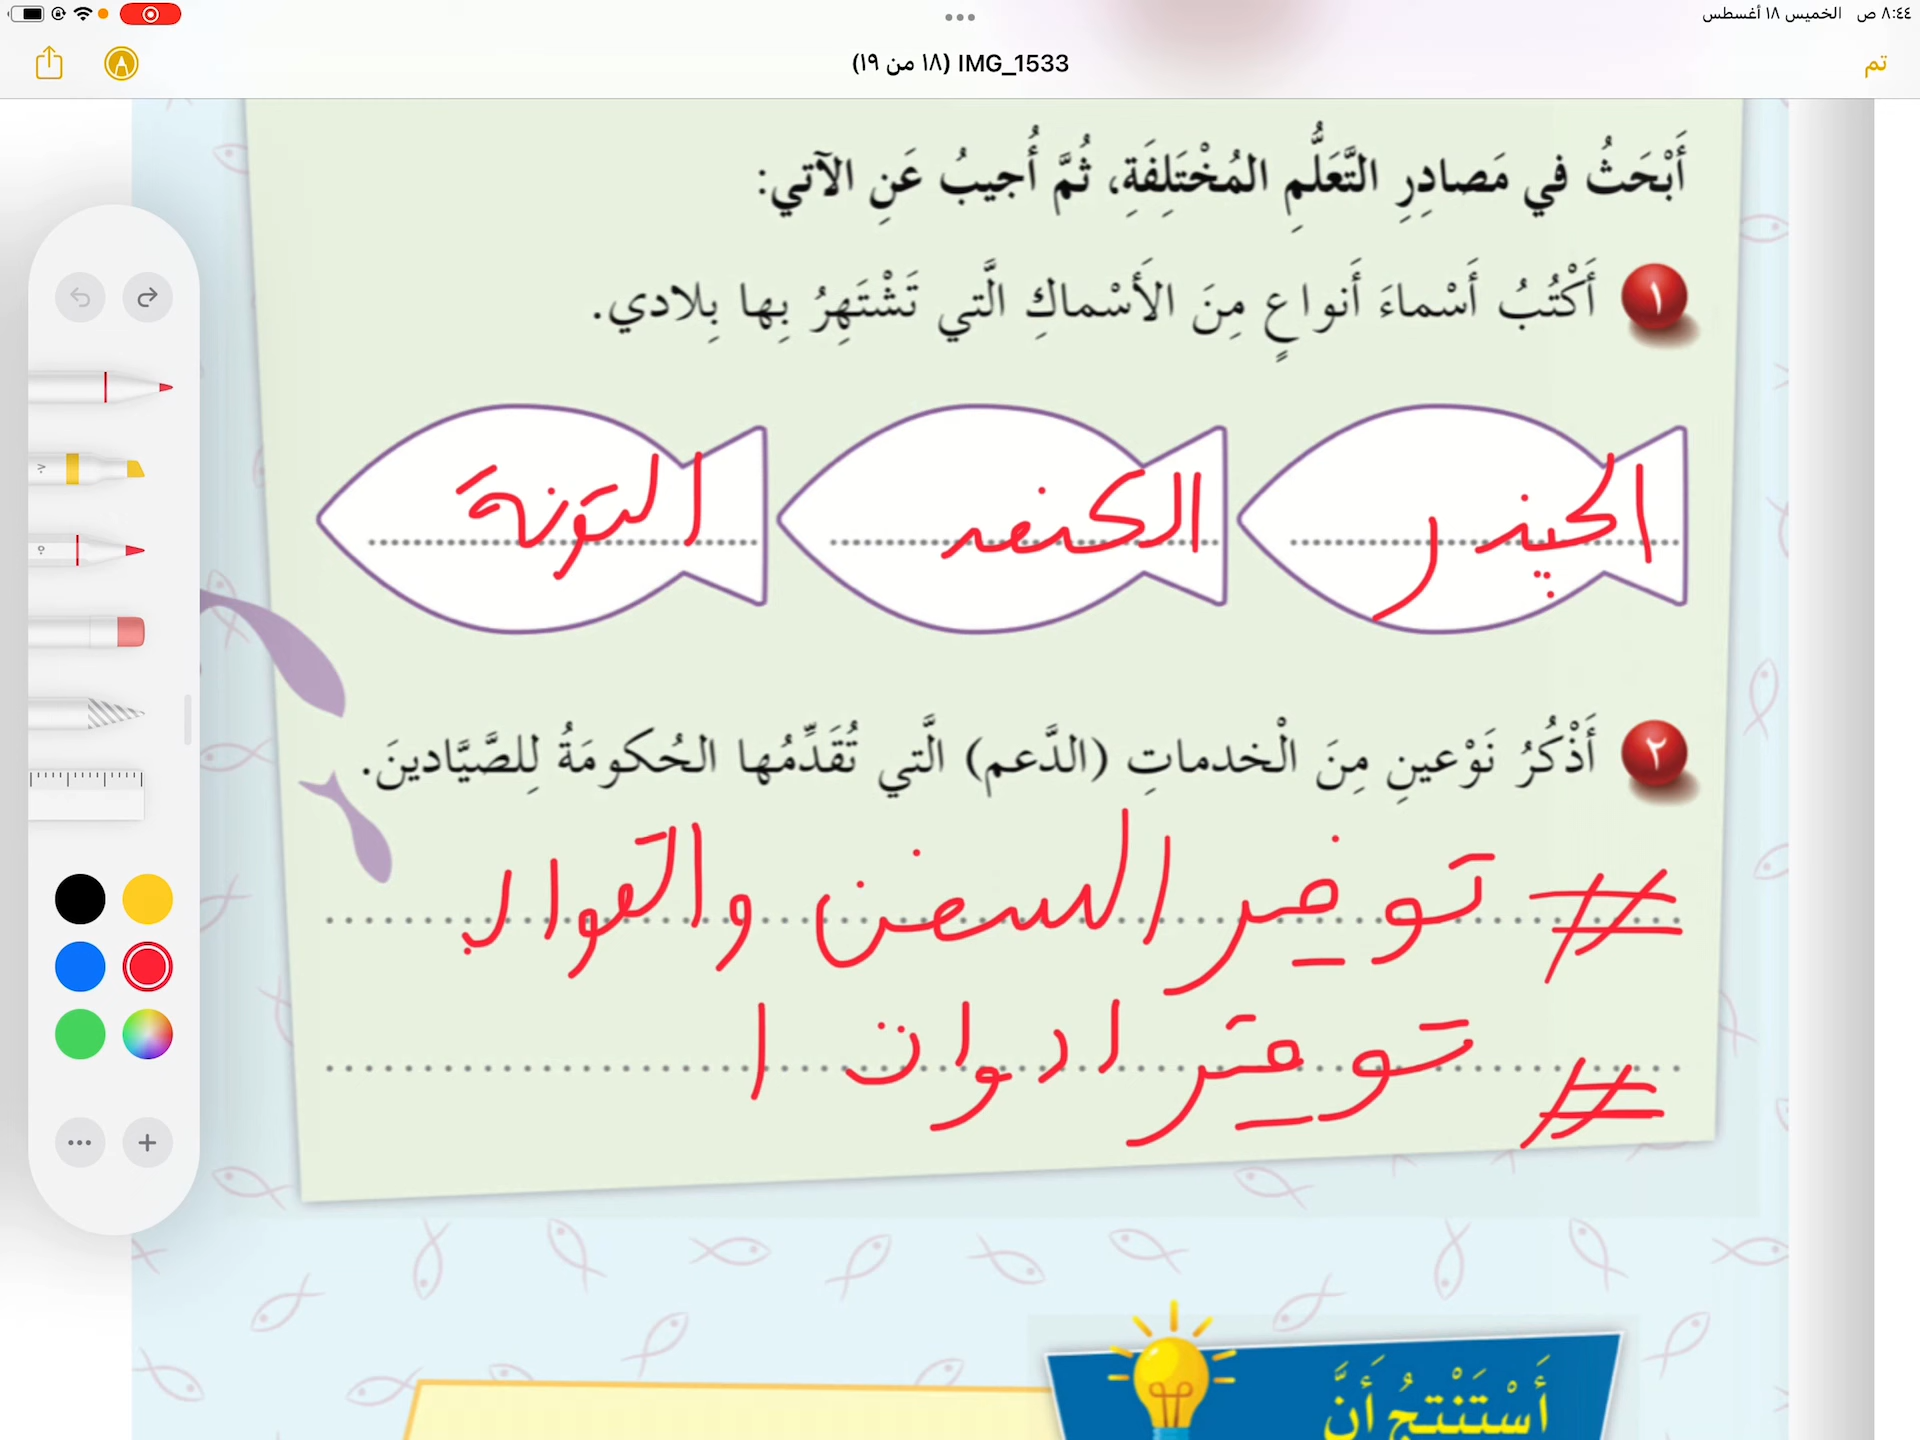 ٨:٤٤ ص الخميس ١٨ أغسطس
IMG_1533 (١٨ من ١٩)
تم
أَبْحَثُ في مَصادِرِ التَّعَلُّمِ المُخْتَلِفَةِ، ثُمَّ أُجيبُ عَنِ الآتي:
١ أَكْتُبُ أَسْماءَ أَنواعٍ مِنَ الأَسْماكِ الَّتي تَشْتَهِرُ بِها بِلادي.
الكنعد التونة
٢ أَذْكُرُ نَوْعينِ مِنَ الْخدماتِ (الدَّعم) الَّتي تُقَدِّمُها الحُكومَةُ لِلصَّيَّادينَ.
# توفير السفن والقوارب
# توفير ادوات ا
أَسْتَنْتِجُ أَنَّ